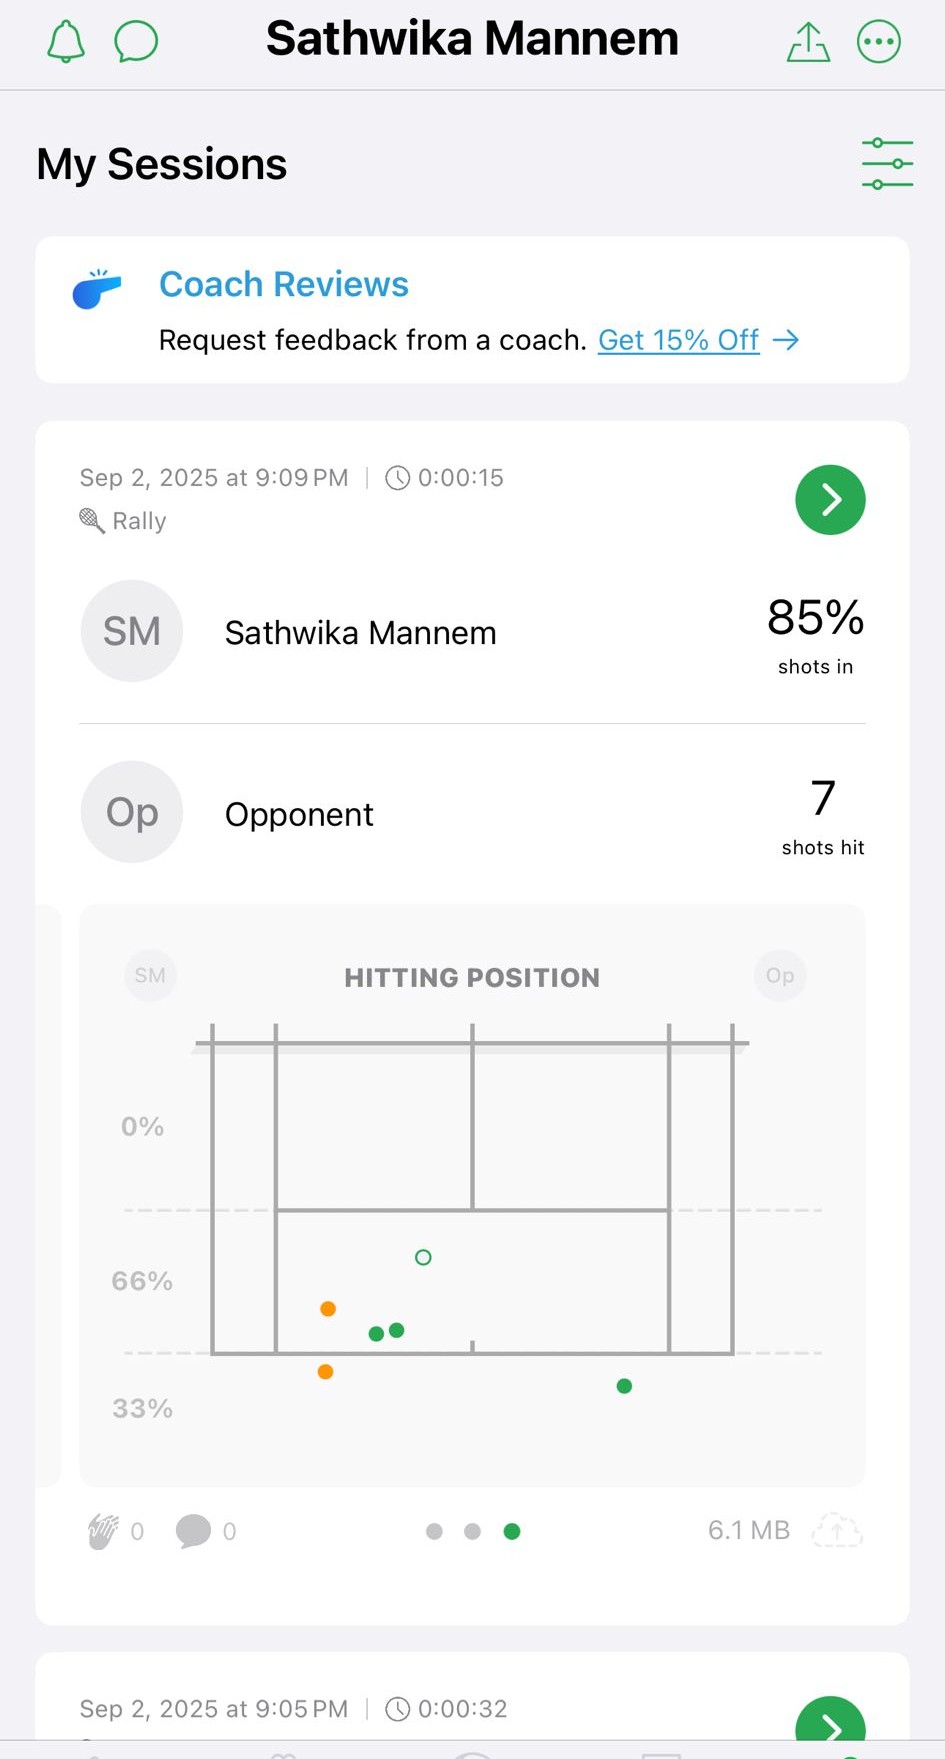 Sathwika Mannem
My Sessions
Coach Reviews
Request feedback from a coach. Get 15% Off →
Sep 2, 2025 at 9:09 PM | 0:00:15
Rally
SM
Sathwika Mannem
85%
shots in
Op
Opponent
7
shots hit
SM
HITTING POSITION
Op
0%
66%
33%
0
0
6.1 MB
Sep 2, 2025 at 9:05 PM | 0:00:32